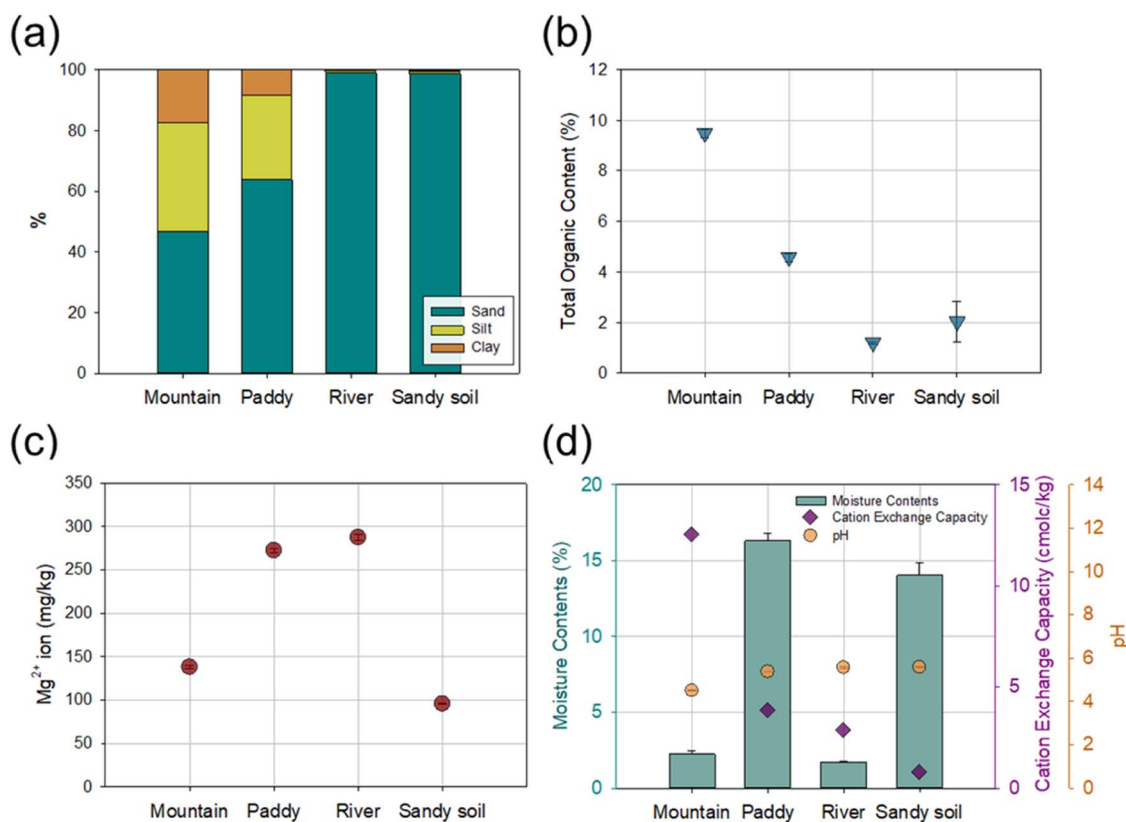 (a)
100
80
60
40
20
0
%
Sand
Silt
Clay
Mountain Paddy River Sandy soil
(b)
12
10
8
6
4
2
0
Total Organic Content (%)
Mountain Paddy River Sandy soil
(c)
350
300
250
200
150
100
50
0
Mg²⁺ ion (mg/kg)
Mountain Paddy River Sandy soil
(d)
20
15
10
5
0
Moisture Contents (%)
Moisture Contents
Cation Exchange Capacity
pH
15
10
5
0
Cation Exchange Capacity (cmolc/kg)
14
12
10
8
6
4
2
0
pH
Mountain Paddy River Sandy soil